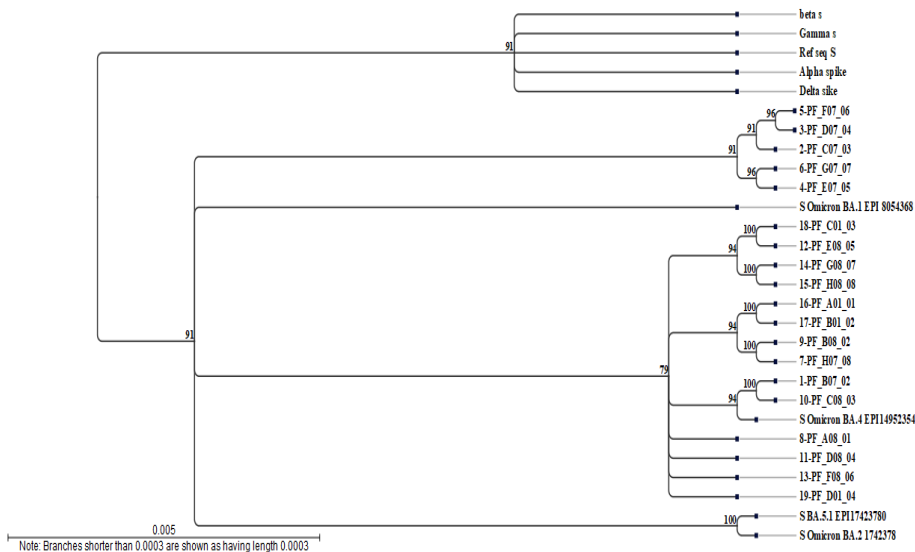 beta s
Gamma s
91
Ref seq S
Alpha spike
Delta sike
5-PF_F07_06
96
3-PF_D07_04
91
2-PF_C07_03
91
6-PF_G07_07
96
4-PF_E07_05
S Omicron BA.1 EPI 8054368
18-PF_C01_03
100
12-PF_E08_05
94
14-PF_G08_07
100
15-PF_H08_08
16-PF_A01_01
100
17-PF_B01_02
94
9-PF_B08_02
100
7-PF_H07_08
91
79
1-PF_B07_02
100
10-PF_C08_03
94
S Omicron BA.4 EPI14952354
8-PF_A08_01
11-PF_D08_04
13-PF_F08_06
19-PF_D01_04
S BA.5.1 EPI17423780
100
S Omicron BA.2 1742378
0.005
Note: Branches shorter than 0.0003 are shown as having length 0.0003